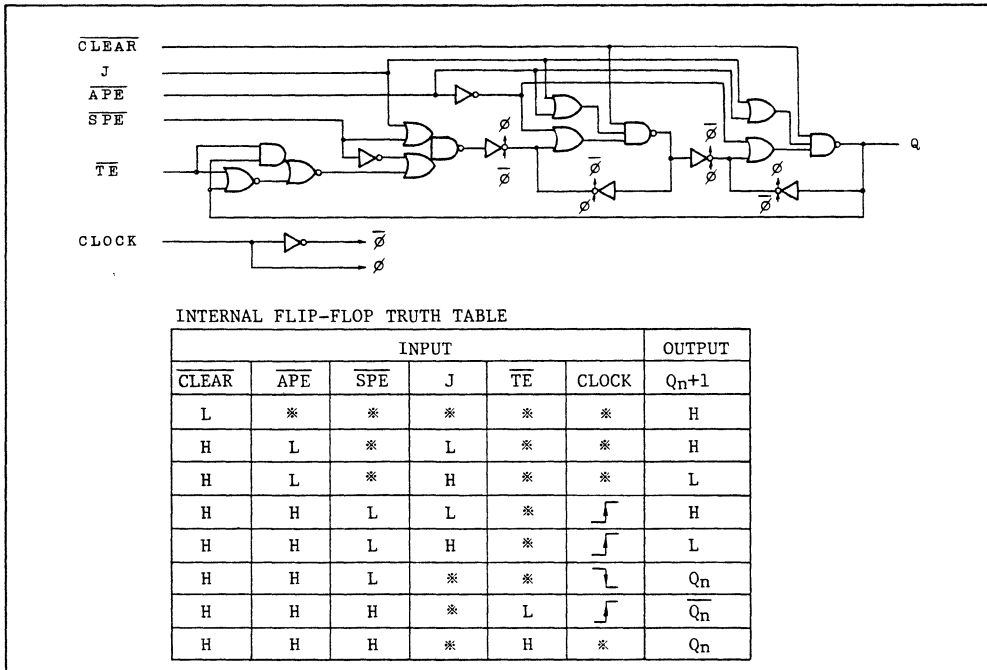 CLEAR
J
APE
SPE
TE
CLOCK
Q
ø
ø
ø
ø
ø
ø
ø
ø
ø
ø
INTERNAL FLIP-FLOP TRUTH TABLE
INPUT OUTPUT
CLEAR APE SPE J TE CLOCK Qn+1
L ※ ※ ※ ※ ※ H
H L ※ L ※ ※ H
H L ※ H ※ ※ L
H H L L ※ H
H H L H ※ L
H H L ※ ※ Qn
H H H ※ L Qn
H H H ※ H ※ Qn